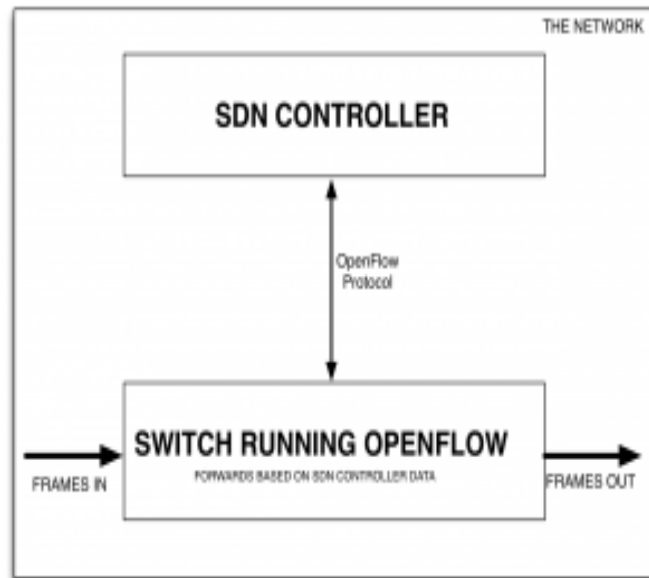 THE NETWORK
SDN CONTROLLER
OpenFlow
Protocol
SWITCH RUNNING OPENFLOW
FORWARDS BASED ON SDN CONTROLLER DATA
FRAMES IN
FRAMES OUT